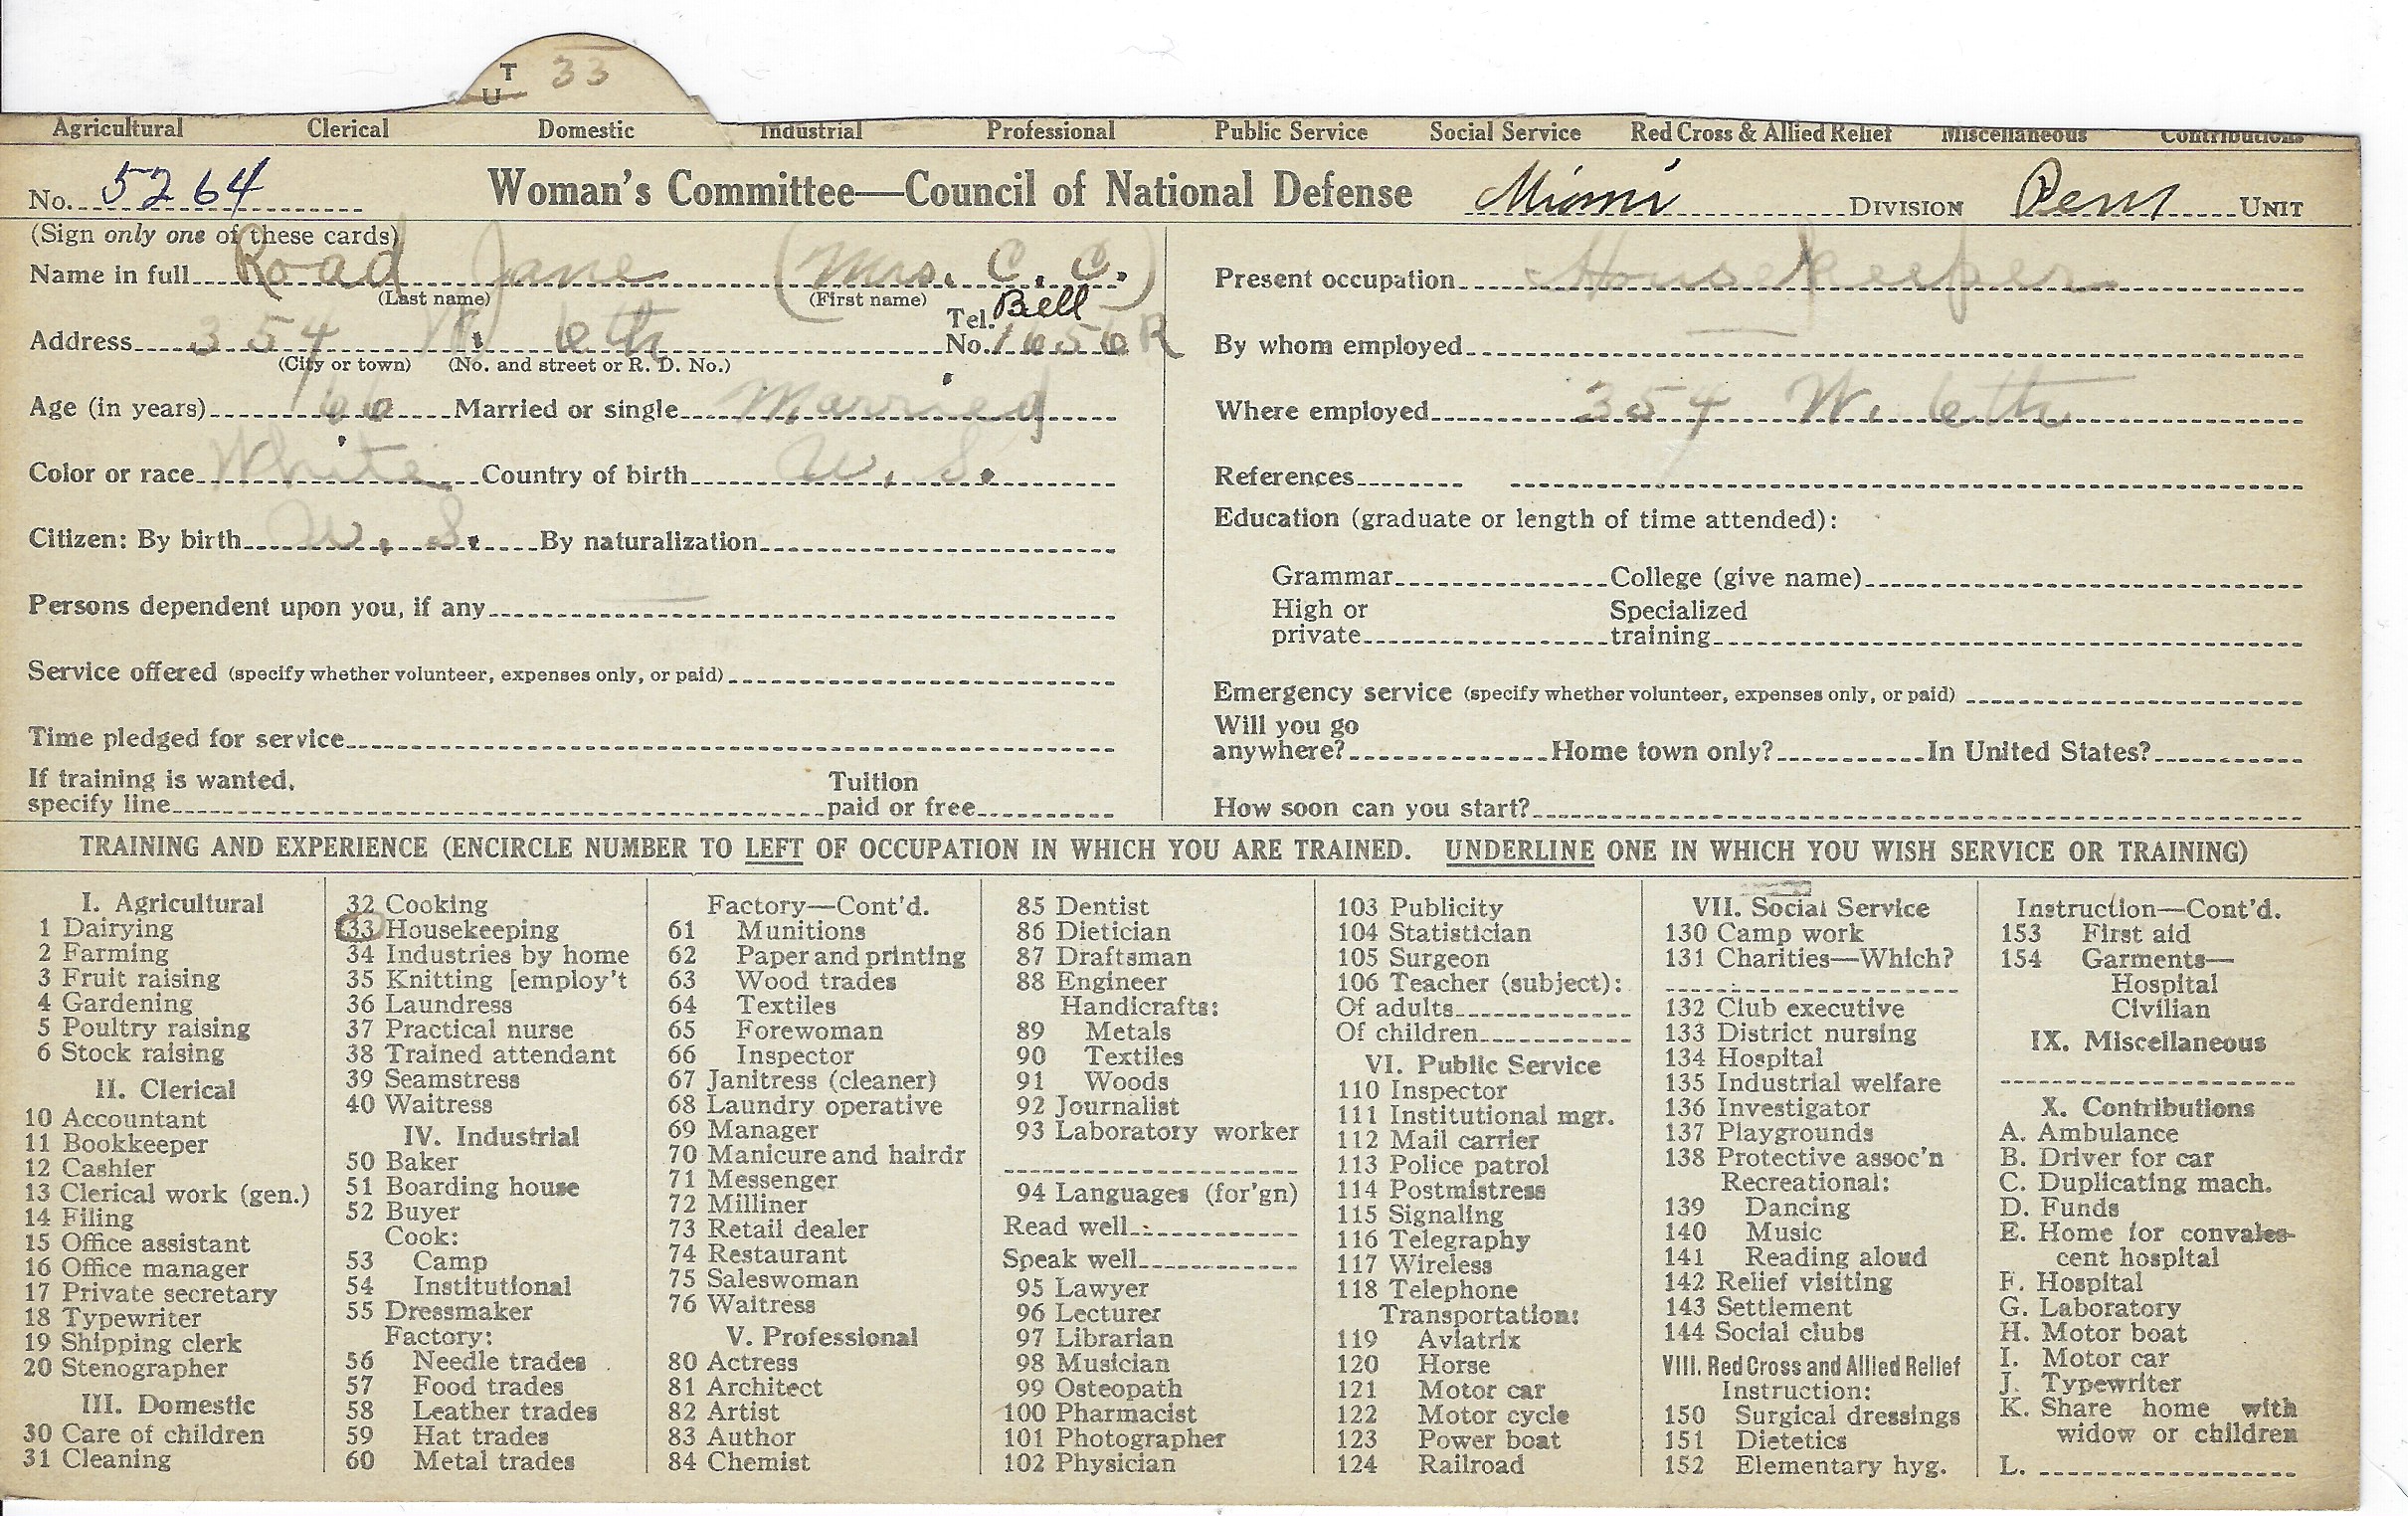 T 33
U
Agricultural Clerical Domestic Industrial Professional Public Service Social Service Red Cross & Allied Relief Miscellaneous Contributions
No. 5264 Woman's Committee—Council of National Defense Miami DIVISION Peru UNIT
(Sign only one of these cards)
Name in full Road Jane (Mrs. C. C.)
(Last name) (First name)
Address 354 W. 6th Tel. No. Bell 1656R
(City or town) (No. and street or R. D. No.)
Age (in years) 66 Married or single Married
Color or race White Country of birth U. S.
Citizen: By birth U. S. By naturalization
Persons dependent upon you, if any —
Service offered (specify whether volunteer, expenses only, or paid)
Time pledged for service
If training is wanted, specify line Tuition paid or free
Present occupation Housekeeper
By whom employed —
Where employed 354 W. 6th
References
Education (graduate or length of time attended):
Grammar College (give name)
High or private Specialized training
Emergency service (specify whether volunteer, expenses only, or paid)
Will you go anywhere? Home town only? In United States?
How soon can you start?
TRAINING AND EXPERIENCE (ENCIRCLE NUMBER TO LEFT OF OCCUPATION IN WHICH YOU ARE TRAINED. UNDERLINE ONE IN WHICH YOU WISH SERVICE OR TRAINING)
I. Agricultural
1 Dairying
2 Farming
3 Fruit raising
4 Gardening
5 Poultry raising
6 Stock raising
II. Clerical
10 Accountant
11 Bookkeeper
12 Cashier
13 Clerical work (gen.)
14 Filing
15 Office assistant
16 Office manager
17 Private secretary
18 Typewriter
19 Shipping clerk
20 Stenographer
III. Domestic
30 Care of children
31 Cleaning
32 Cooking
33 Housekeeping
34 Industries by home
35 Knitting [employ't
36 Laundress
37 Practical nurse
38 Trained attendant
39 Seamstress
40 Waitress
IV. Industrial
50 Baker
51 Boarding house
52 Buyer
Cook:
53 Camp
54 Institutional
55 Dressmaker
Factory:
56 Needle trades
57 Food trades
58 Leather trades
59 Hat trades
60 Metal trades
Factory—Cont'd.
61 Munitions
62 Paper and printing
63 Wood trades
64 Textiles
65 Forewoman
66 Inspector
67 Janitress (cleaner)
68 Laundry operative
69 Manager
70 Manicure and hairdr
71 Messenger
72 Milliner
73 Retail dealer
74 Restaurant
75 Saleswoman
76 Waitress
V. Professional
80 Actress
81 Architect
82 Artist
83 Author
84 Chemist
85 Dentist
86 Dietician
87 Draftsman
88 Engineer
Handicrafts:
89 Metals
90 Textiles
91 Woods
92 Journalist
93 Laboratory worker
94 Languages (for'gn)
Read well
Speak well
95 Lawyer
96 Lecturer
97 Librarian
98 Musician
99 Osteopath
100 Pharmacist
101 Photographer
102 Physician
103 Publicity
104 Statistician
105 Surgeon
106 Teacher (subject):
Of adults
Of children
VI. Public Service
110 Inspector
111 Institutional mgr.
112 Mail carrier
113 Police patrol
114 Postmistress
115 Signaling
116 Telegraphy
117 Wireless
118 Telephone
Transportation:
119 Aviatrix
120 Horse
121 Motor car
122 Motor cycle
123 Power boat
124 Railroad
VII. Social Service
130 Camp work
131 Charities—Which?
132 Club executive
133 District nursing
134 Hospital
135 Industrial welfare
136 Investigator
137 Playgrounds
138 Protective assoc'n
Recreational:
139 Dancing
140 Music
141 Reading aloud
142 Relief visiting
143 Settlement
144 Social clubs
VIII. Red Cross and Allied Relief
Instruction:
150 Surgical dressings
151 Dietetics
152 Elementary hyg.
Instruction—Cont'd.
153 First aid
154 Garments—
Hospital
Civilian
IX. Miscellaneous
X. Contributions
A. Ambulance
B. Driver for car
C. Duplicating mach.
D. Funds
E. Home for convales-
cent hospital
F. Hospital
G. Laboratory
H. Motor boat
I. Motor car
J. Typewriter
K. Share home with
widow or children
L.